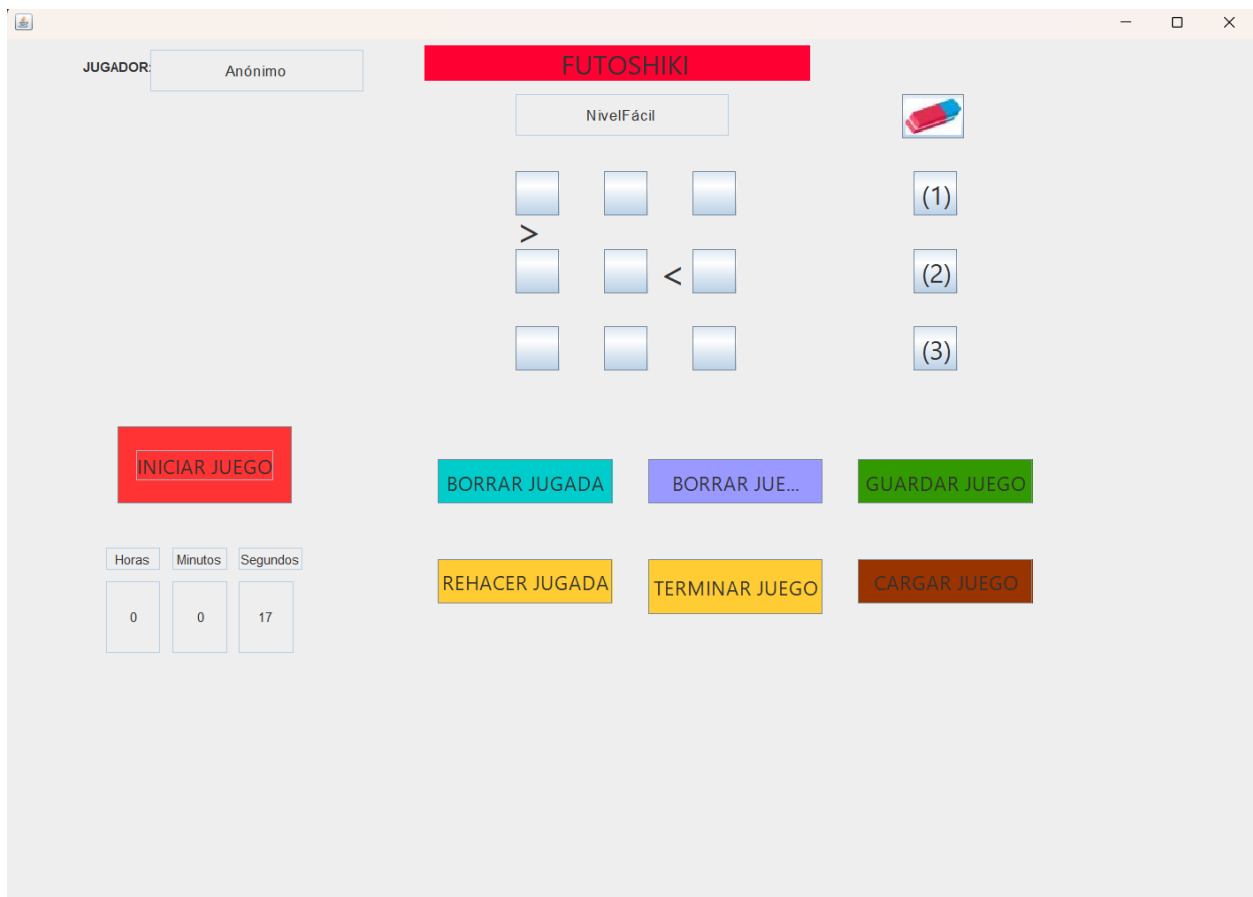 JUGADOR: Anónimo
FUTOSHIKI
NivelFácil
(1)
>
<
(2)
(3)
INICIAR JUEGO
BORRAR JUGADA BORRAR JUE... GUARDAR JUEGO
Horas Minutos Segundos
REHACER JUGADA TERMINAR JUEGO CARGAR JUEGO
0 0 17